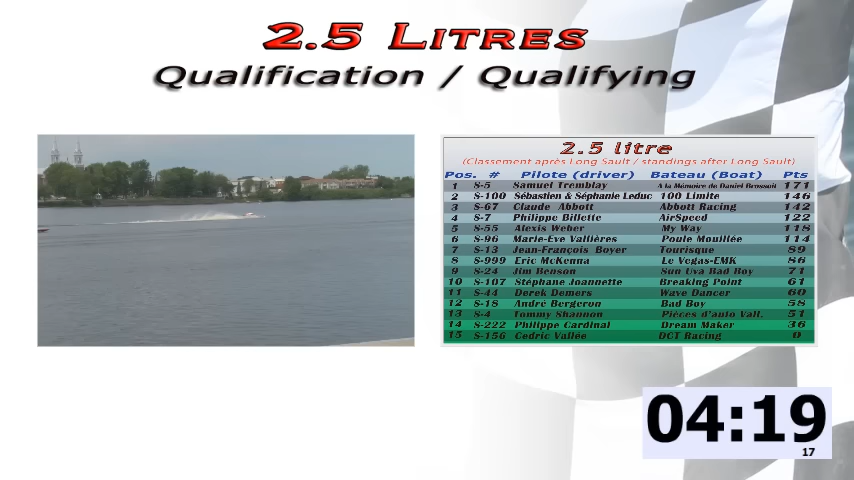 2.5 Litres
Qualification / Qualifying
2.5 litre
(Classement après Long Sault / standings after Long Sault)
Pos. # Pilote (driver) Bateau (Boat) Pts
1 S-5 Samuel Tremblay A la Mémoire de Daniel Brossoit 171
2 S-100 Sébastien & Séphanie Leduc 100 Limite 146
3 S-67 Claude Abbott Abbott Racing 142
4 S-7 Philippe Billette AirSpeed 122
5 S-55 Alexis Weber My Way 118
6 S-96 Marie-Eve Vallières Poule Mouillée 114
7 S-13 Jean-François Boyer Tourisque 89
8 S-999 Eric McKenna Le Vegas-EMK 86
9 S-24 Jim Benson Sun Uva Bad Boy 71
10 S-107 Stéphane Joannette Breaking Point 61
11 S-44 Derek Demers Wave Dancer 60
12 S-18 André Bergeron Bad Boy 58
13 S-4 Tommy Shannon Pièces d'auto Vall. 51
14 S-222 Philippe Cardinal Dream Maker 36
15 S-156 Cedric Vallée DCT Racing 0
04:19
17